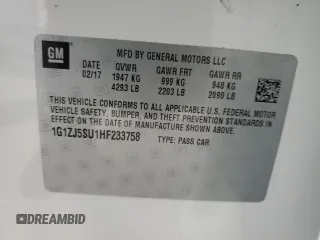 GM
MFD BY GENERAL MOTORS LLC
DATE GVWR GAWR FRT GAWR RR
02/17 1947 KG 999 KG 948 KG
4293 LB 2203 LB 2090 LB
THIS VEHICLE CONFORMS TO ALL APPLICABLE U.S. FEDERAL MOTOR
VEHICLE SAFETY, BUMPER, AND THEFT PREVENTION STANDARDS IN
EFFECT ON THE DATE OF MANUFACTURE SHOWN ABOVE.
1G1ZJ5SU1HF233758 TYPE: PASS CAR
DREAMBID